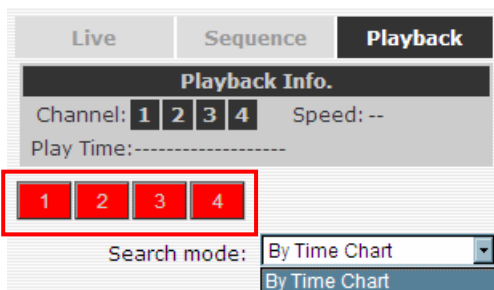 Live Sequence Playback
Playback Info.
Channel: 1 2 3 4 Speed: --
Play Time:-------------------
1 2 3 4
Search mode: By Time Chart
By Time Chart